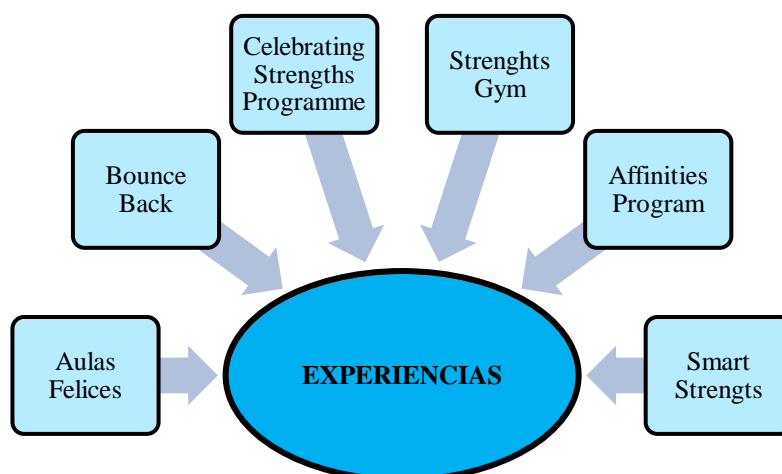 Celebrating
Strengths
Programme
Strenghts
Gym
Bounce
Back
Affinities
Program
Aulas
Felices
EXPERIENCIAS
Smart
Strengts